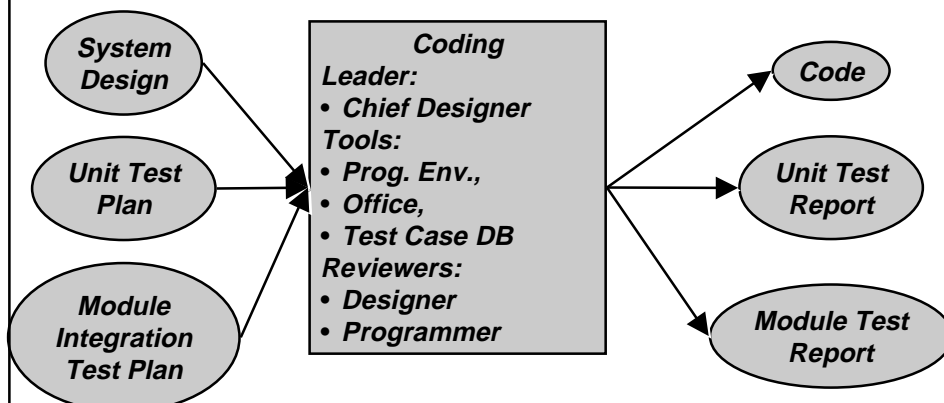 System
Design
Unit Test
Plan
Module
Integration
Test Plan
Coding
Leader:
• Chief Designer
Tools:
• Prog. Env.,
• Office,
• Test Case DB
Reviewers:
• Designer
• Programmer
Code
Unit Test
Report
Module Test
Report